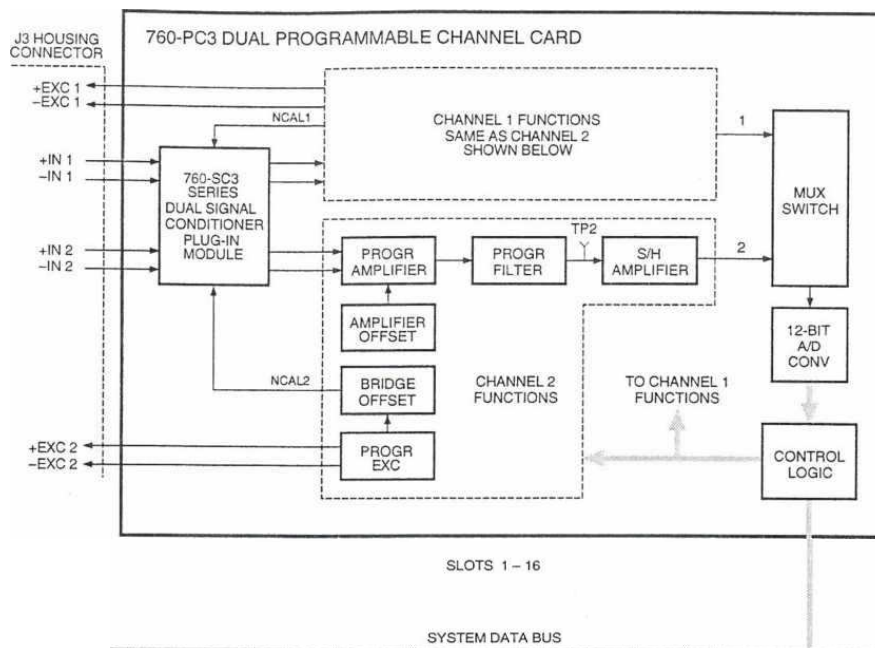 J3 HOUSING
CONNECTOR
760-PC3 DUAL PROGRAMMABLE CHANNEL CARD
+EXC 1
−EXC 1
NCAL1
CHANNEL 1 FUNCTIONS
SAME AS CHANNEL 2
SHOWN BELOW
1
+IN 1
−IN 1
760-SC3
SERIES
DUAL SIGNAL
CONDITIONER
PLUG-IN
MODULE
MUX
SWITCH
+IN 2
−IN 2
PROGR
AMPLIFIER
PROGR
FILTER
TP2
S/H
AMPLIFIER
2
AMPLIFIER
OFFSET
12-BIT
A/D
CONV
NCAL2
BRIDGE
OFFSET
CHANNEL 2
FUNCTIONS
TO CHANNEL 1
FUNCTIONS
+EXC 2
−EXC 2
PROGR
EXC
CONTROL
LOGIC
SLOTS 1 – 16
SYSTEM DATA BUS